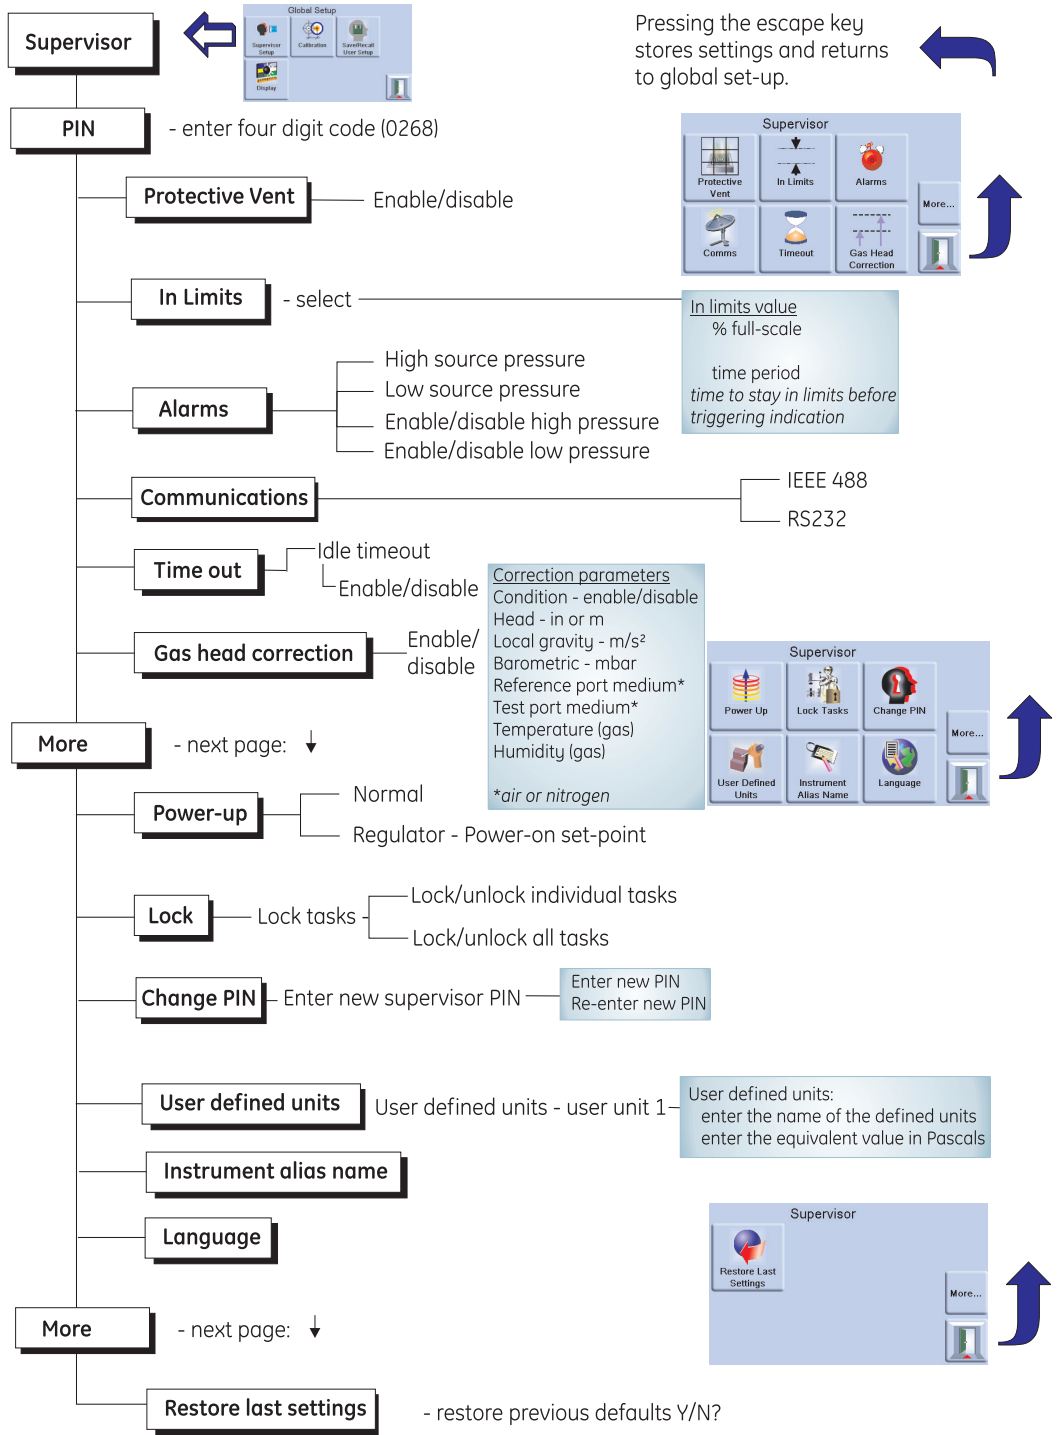 Supervisor
Global Setup
Supervisor
Setup
Calibration
Save/Recall
User Setup
Display
Pressing the escape key
stores settings and returns
to global set-up.
PIN
- enter four digit code (0268)
Supervisor
Protective
Vent
In Limits
Alarms
More...
Comms
Timeout
Gas Head
Correction
Protective Vent
Enable/disable
In Limits
- select
In limits value
% full-scale
time period
time to stay in limits before
triggering indication
Alarms
High source pressure
Low source pressure
Enable/disable high pressure
Enable/disable low pressure
Communications
IEEE 488
RS232
Time out
Idle timeout
Enable/disable
Gas head correction
Enable/
disable
Correction parameters
Condition - enable/disable
Head - in or m
Local gravity - m/s²
Barometric - mbar
Reference port medium*
Test port medium*
Temperature (gas)
Humidity (gas)
*air or nitrogen
Supervisor
Power Up
Lock Tasks
Change PIN
More...
User Defined
Units
Instrument
Alias Name
Language
More
- next page: ↓
Power-up
Normal
Regulator - Power-on set-point
Lock
Lock tasks -
Lock/unlock individual tasks
Lock/unlock all tasks
Change PIN
Enter new supervisor PIN
Enter new PIN
Re-enter new PIN
User defined units
User defined units - user unit 1
User defined units:
enter the name of the defined units
enter the equivalent value in Pascals
Instrument alias name
Language
Supervisor
Restore Last
Settings
More...
More
- next page: ↓
Restore last settings
- restore previous defaults Y/N?